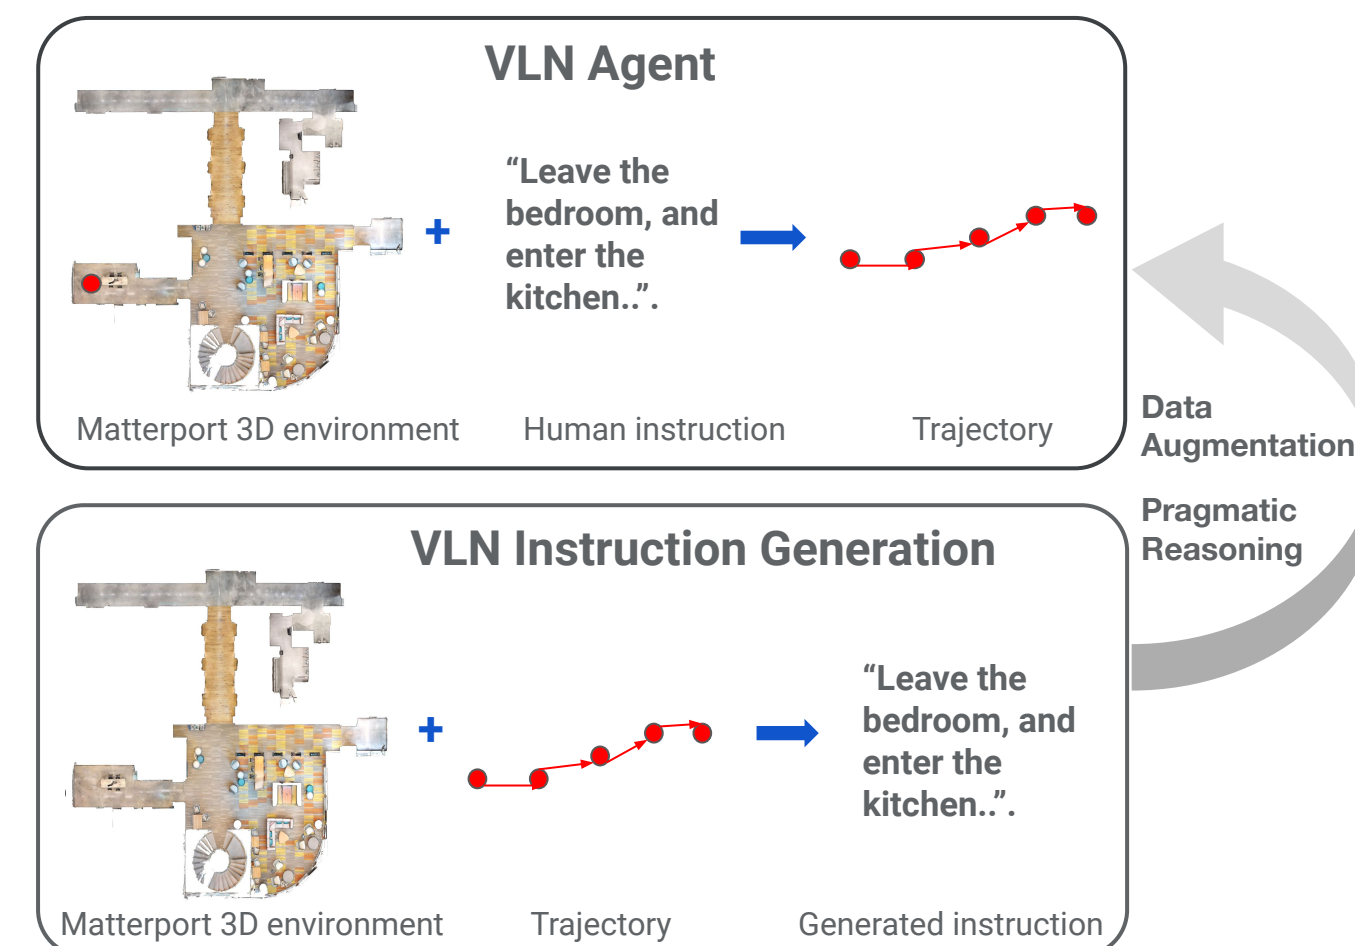 VLN Agent
+
“Leave the
bedroom, and
enter the
kitchen..”.
Matterport 3D environment
Human instruction
Trajectory
Data
Augmentation
Pragmatic
Reasoning
VLN Instruction Generation
+
“Leave the
bedroom, and
enter the
kitchen..”.
Matterport 3D environment
Trajectory
Generated instruction